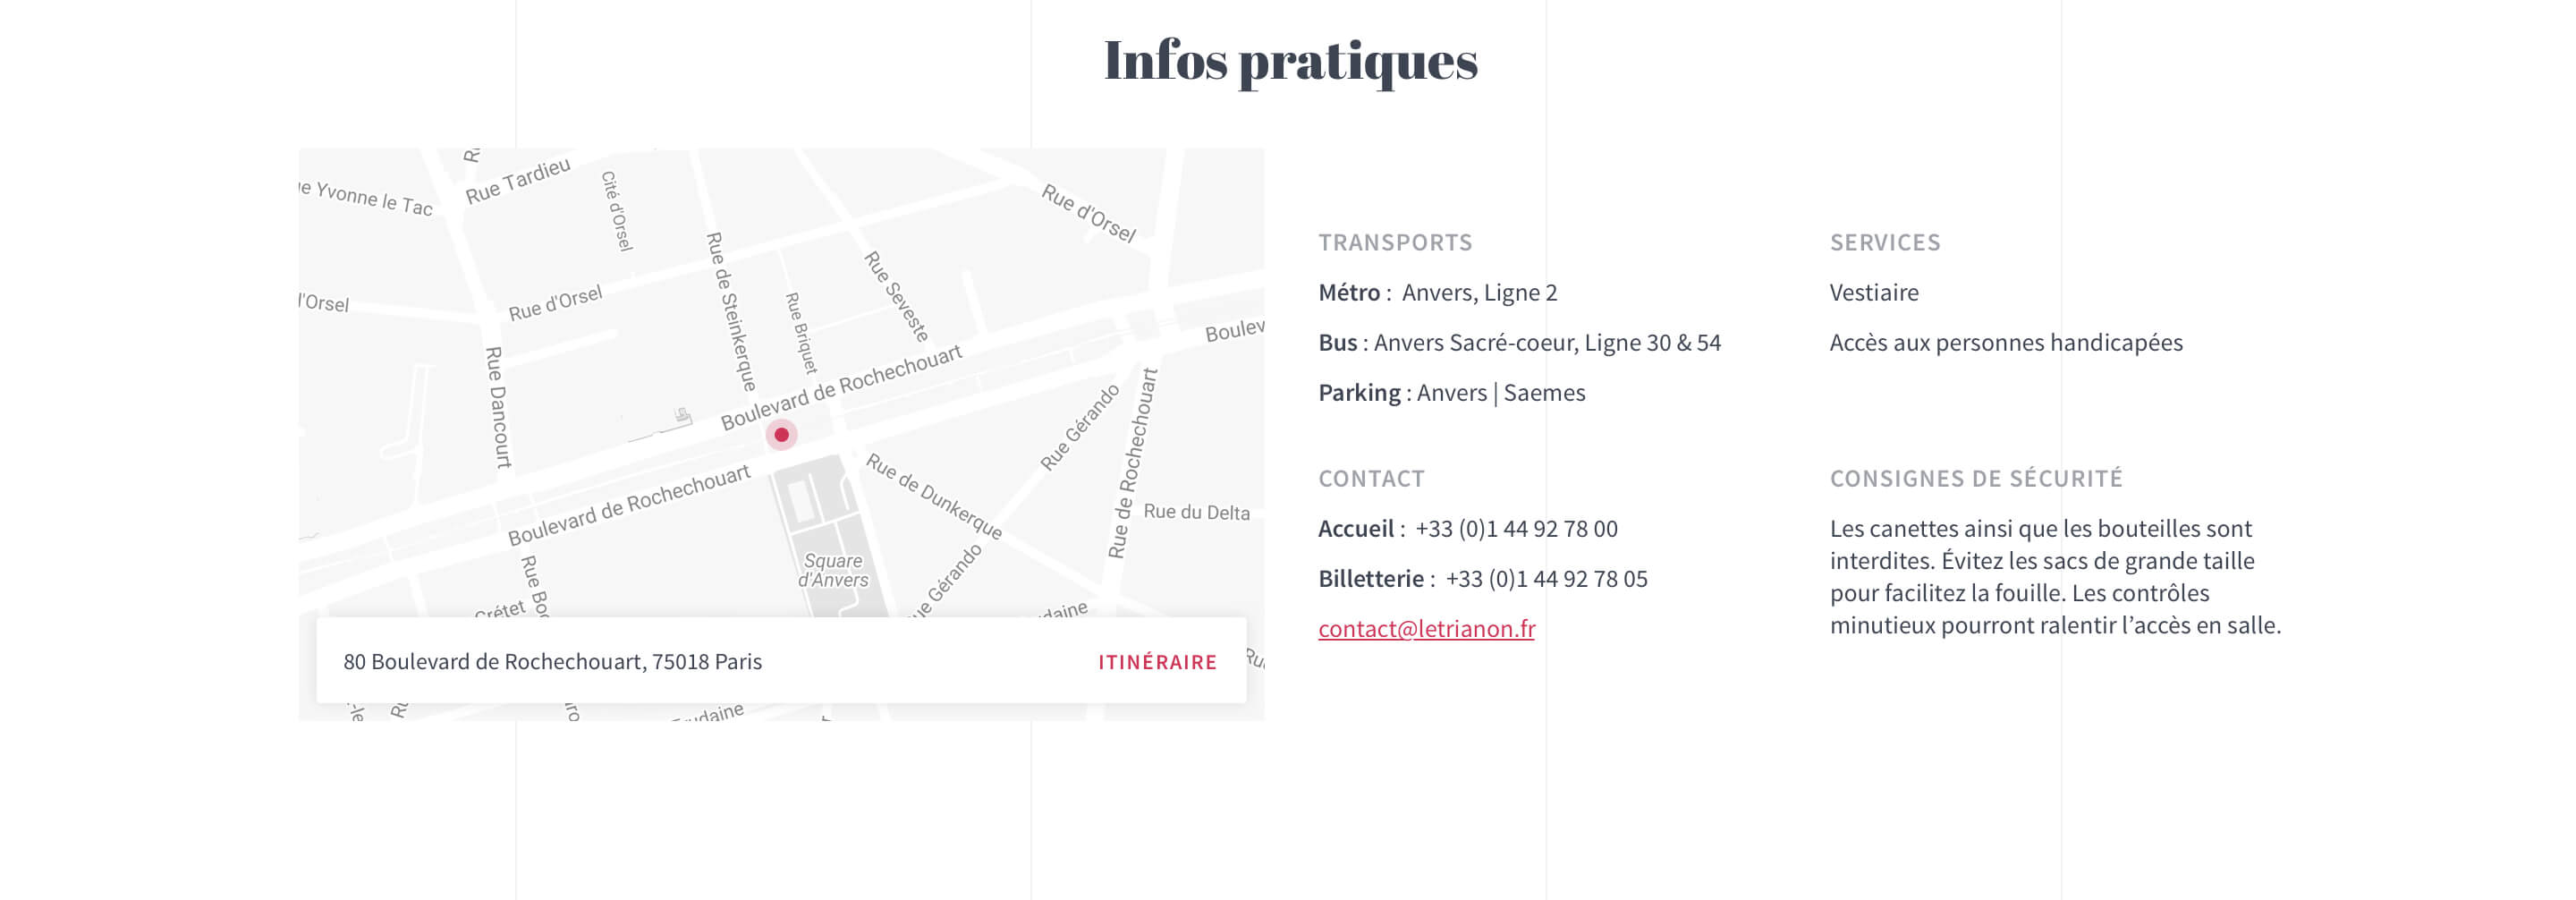 Infos pratiques
Rue Tardieu
Yvonne le Tac
Cité d'Orsel
Rue d'Orsel
Rue de Steinkerque
Rue Seveste
d'Orsel
Rue d'Orsel
Rue Briquet
Boulev
Rue Dancourt
Boulevard de Rochechouart
Rue Gérando
Rue de Rochechouart
Boulevard de Rochechouart
Rue de Dunkerque
Rue du Delta
Square
d'Anvers
Rue Bo
ue Gérando
Crétet
daine
80 Boulevard de Rochechouart, 75018 Paris
ITINÉRAIRE
udaine
TRANSPORTS
Métro : Anvers, Ligne 2
Bus : Anvers Sacré-coeur, Ligne 30 & 54
Parking : Anvers | Saemes
SERVICES
Vestiaire
Accès aux personnes handicapées
CONTACT
Accueil : +33 (0)1 44 92 78 00
Billetterie : +33 (0)1 44 92 78 05
contact@letrianon.fr
CONSIGNES DE SÉCURITÉ
Les canettes ainsi que les bouteilles sont
interdites. Évitez les sacs de grande taille
pour facilitez la fouille. Les contrôles
minutieux pourront ralentir l’accès en salle.